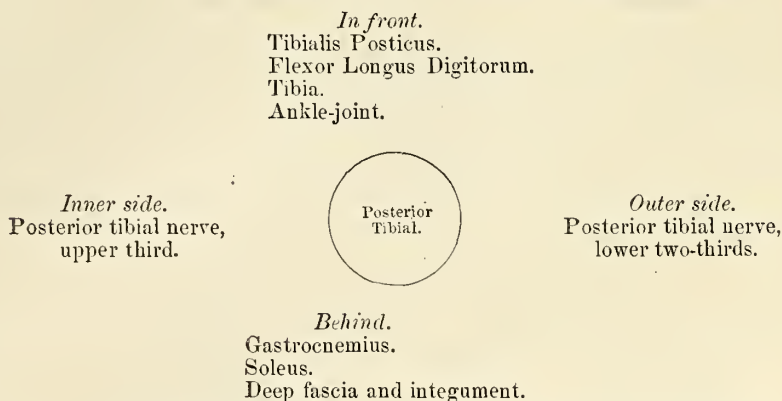 In front.
Tibialis Posticus.
Flexor Longus Digitorum.
Tibia.
Ankle-joint.
Inner side.
Posterior tibial nerve,
upper third.
Posterior
Tibial.
Outer side.
Posterior tibial nerve,
lower two-thirds.
Behind.
Gastrocnemius.
Soleus.
Deep fascia and integument.